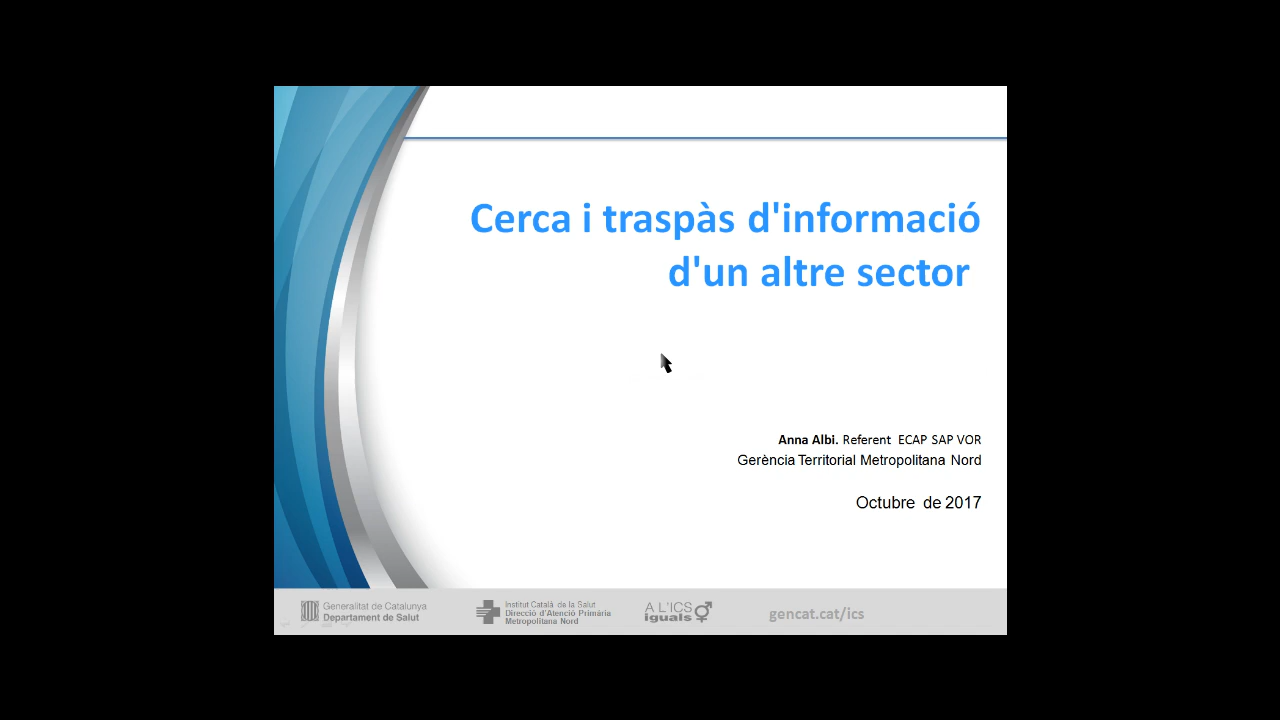 Cerca i traspàs d'informació
d'un altre sector
Anna Albi. Referent ECAP SAP VOR
Gerència Territorial Metropolitana Nord
Octubre de 2017
Generalitat de Catalunya
Departament de Salut
Institut Català de la Salut
Direcció d'Atenció Primària
Metropolitana Nord
A L'ICS
iguals
gencat.cat/ics